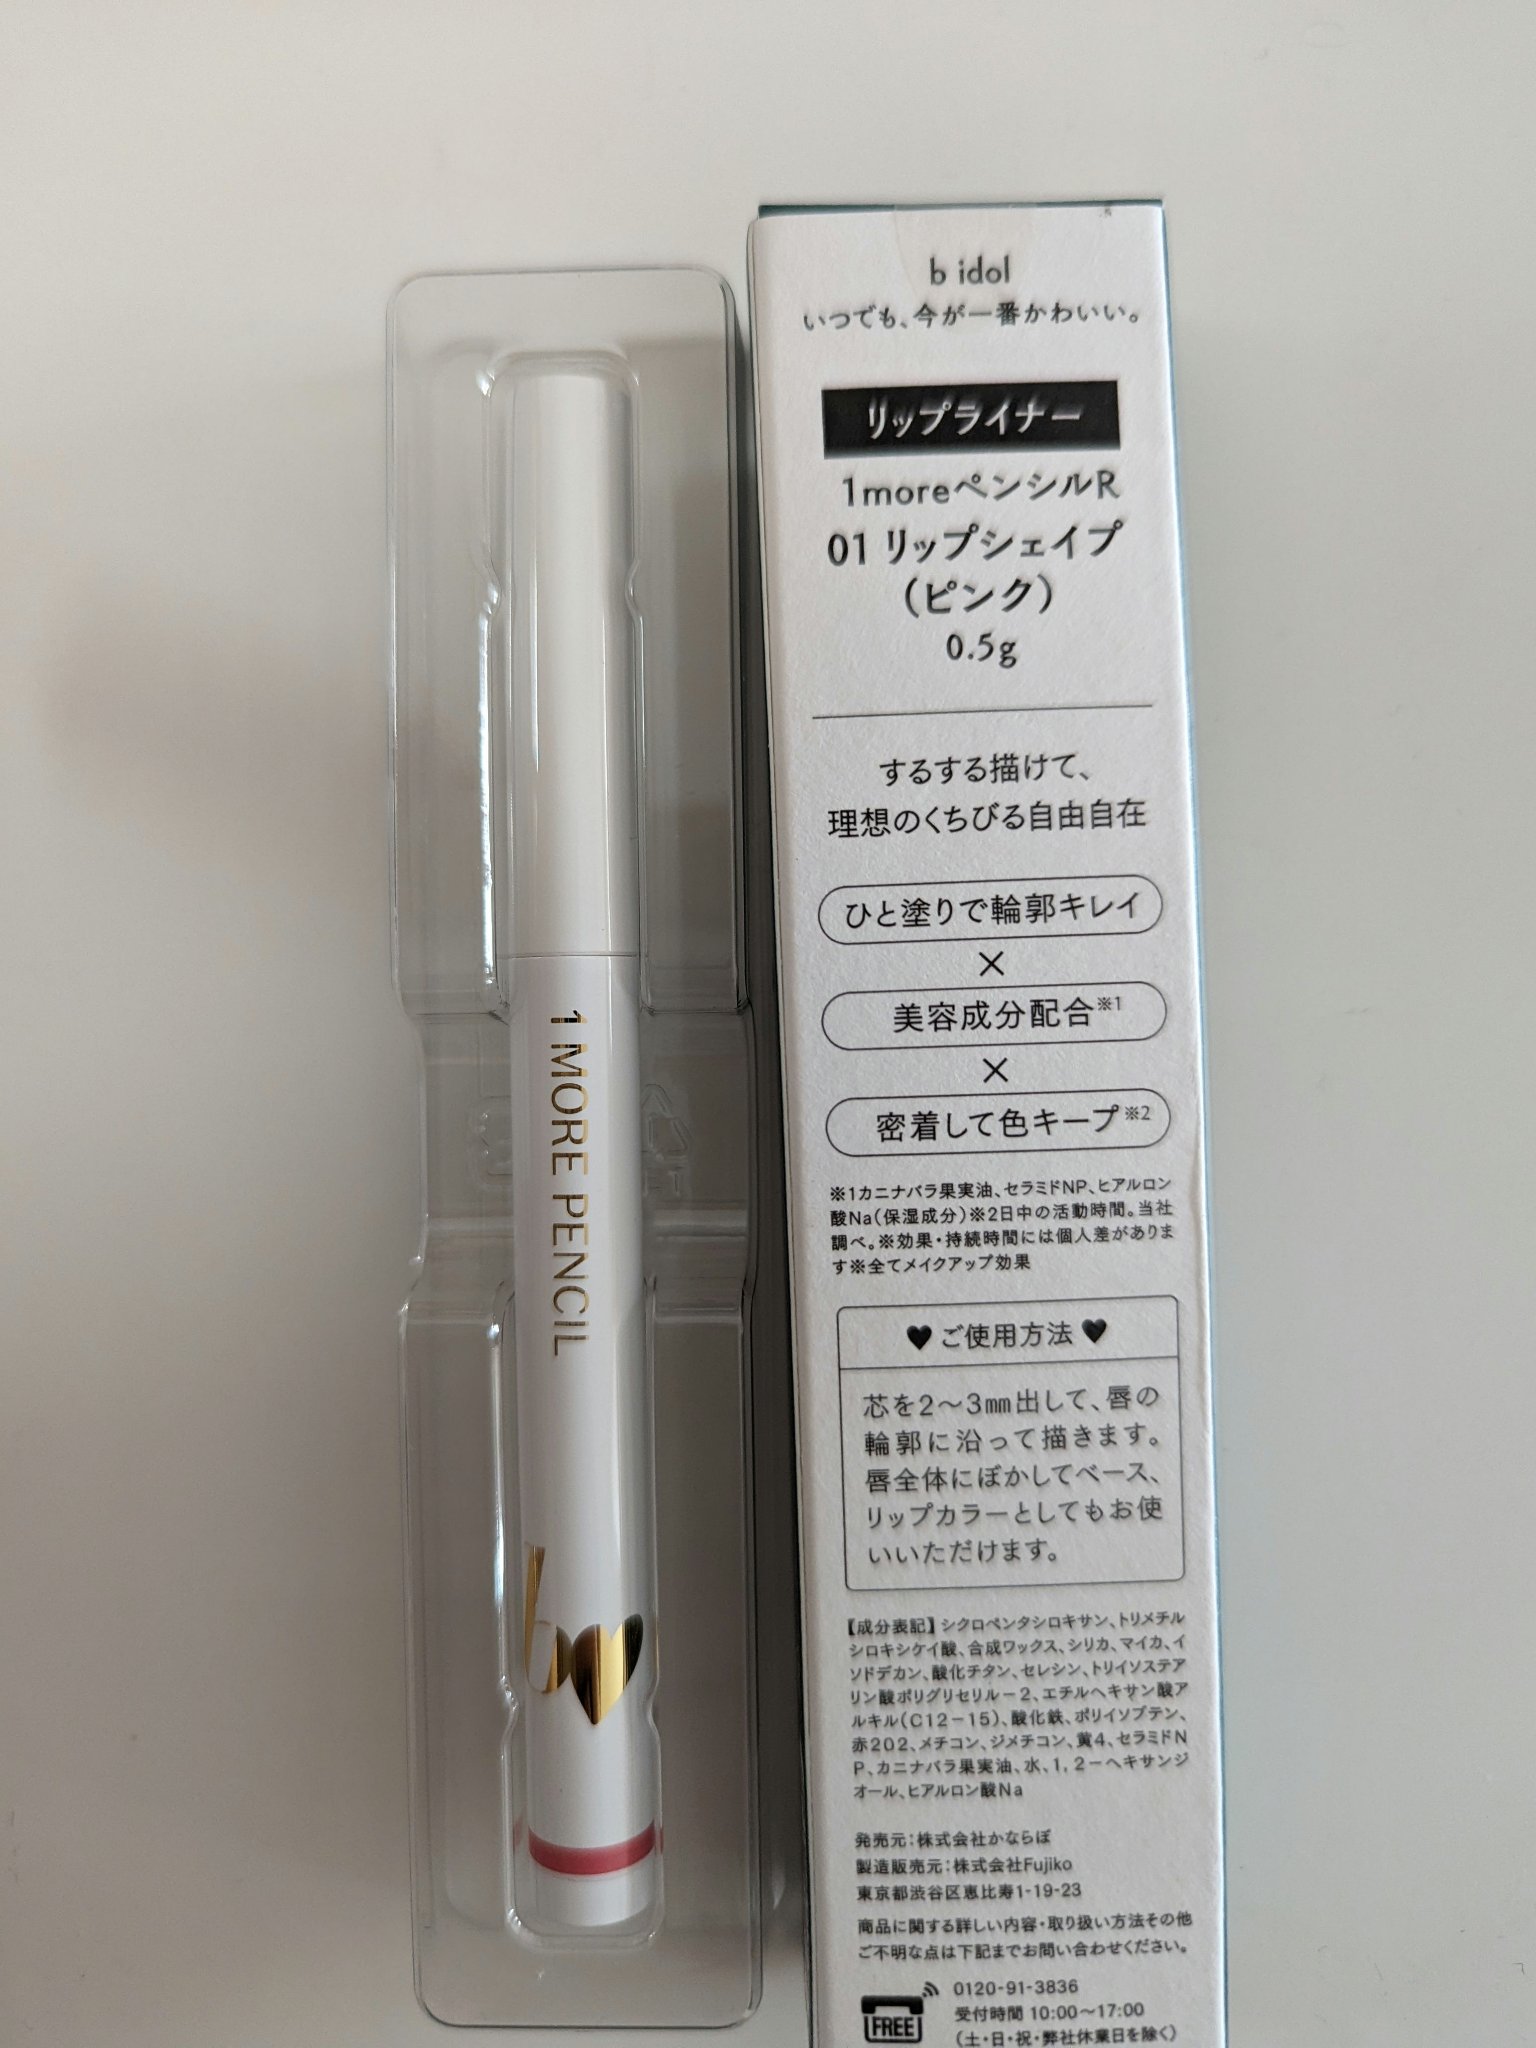 1 MORE PENCIL
b
b idol
いつでも、今が一番かわいい。
リップライナー
1moreペンシルR
01 リップシェイプ
(ピンク)
0.5g
するする描けて、
理想のくちびる自由自在
ひと塗りで輪郭キレイ
×
美容成分配合※1
×
密着して色キープ※2
※1カニナバラ果実油、セラミドNP、ヒアルロン
酸Na(保湿成分)※2日中の活動時間。当社
調べ。※効果・持続時間には個人差がありま
す※全てメイクアップ効果
♥ご使用方法♥
芯を2〜3㎜出して、唇の
輪郭に沿って描きます。
唇全体にぼかしてベース、
リップカラーとしてもお使
いいただけます。
【成分表記】シクロペンタシロキサン、トリメチル
シロキシケイ酸、合成ワックス、シリカ、マイカ、イ
ソドデカン、酸化チタン、セレシン、トリイソステア
リン酸ポリグリセリル−2、エチルヘキサン酸ア
ルキル(C12−15)、酸化鉄、ポリイソブテン、
赤202、メチコン、ジメチコン、黄4、セラミドN
P、カニナバラ果実油、水、1,2−ヘキサンジ
オール、ヒアルロン酸Na
発売元:株式会社かならぼ
製造販売元:株式会社Fujiko
東京都渋谷区恵比寿1-19-23
商品に関する詳しい内容・取り扱い方法その他
ご不明な点は下記までお問い合わせください。
FREE
0120-91-3836
受付時間 10:00〜17:00
(土・日・祝・弊社休業日を除く)